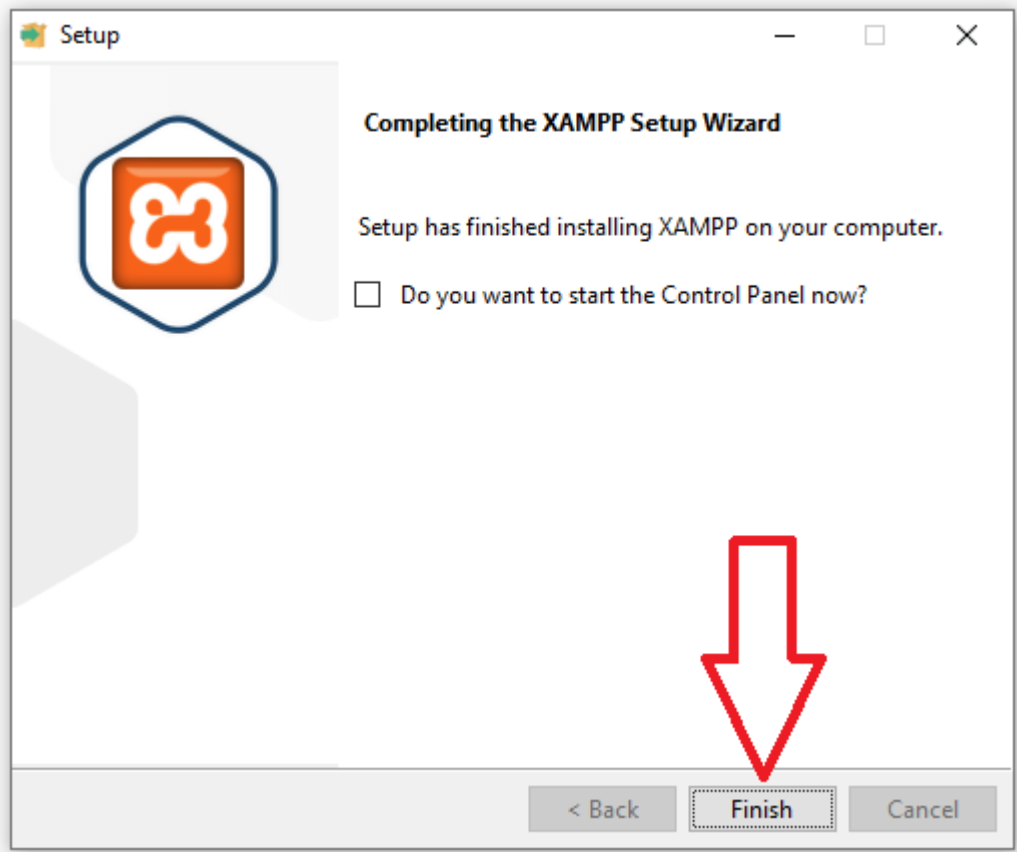 Setup
Completing the XAMPP Setup Wizard
Setup has finished installing XAMPP on your computer.
Do you want to start the Control Panel now?
< Back
Finish
Cancel